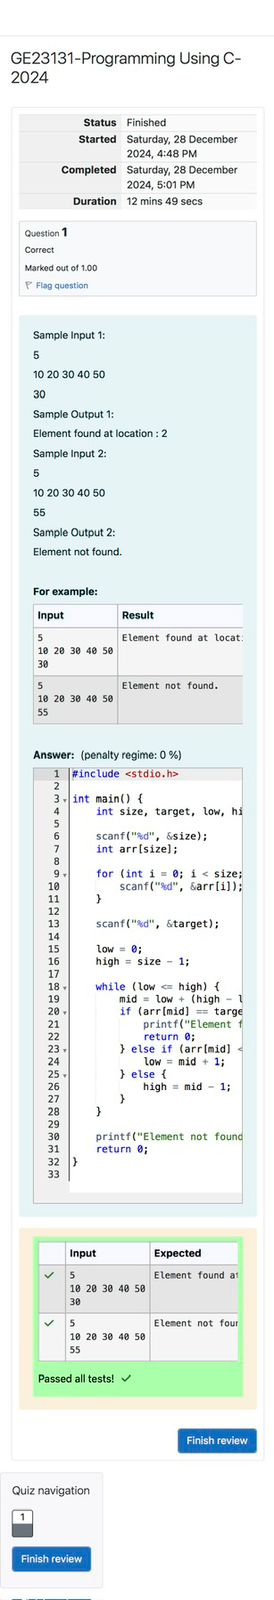 GE23131-Programming Using C-
2024
Status Finished
Started Saturday, 28 December
2024, 4:48 PM
Completed Saturday, 28 December
2024, 5:01 PM
Duration 12 mins 49 secs
Question 1
Correct
Marked out of 1.00
Flag question
Sample Input 1:
5
10 20 30 40 50
30
Sample Output 1:
Element found at location : 2
Sample Input 2:
5
10 20 30 40 50
55
Sample Output 2:
Element not found.
For example:
Input Result
5 Element found at locat
10 20 30 40 50
30
5 Element not found.
10 20 30 40 50
55
Answer: (penalty regime: 0 %)
1 #include <stdio.h>
2
3 int main() {
4 int size, target, low, hi
5
6 scanf("%d", &size);
7 int arr[size];
8
9 for (int i = 0; i < size;
10 scanf("%d", &arr[i]);
11 }
12
13 scanf("%d", &target);
14
15 low = 0;
16 high = size - 1;
17
18 while (low <= high) {
19 mid = low + (high - l
20 if (arr[mid] == targe
21 printf("Element f
22 return 0;
23 } else if (arr[mid] <
24 low = mid + 1;
25 } else {
26 high = mid - 1;
27 }
28 }
29
30 printf("Element not found
31 return 0;
32 }
33
Input Expected
5 Element found at
10 20 30 40 50
30
5 Element not foun
10 20 30 40 50
55
Passed all tests!
Finish review
Quiz navigation
1
Finish review